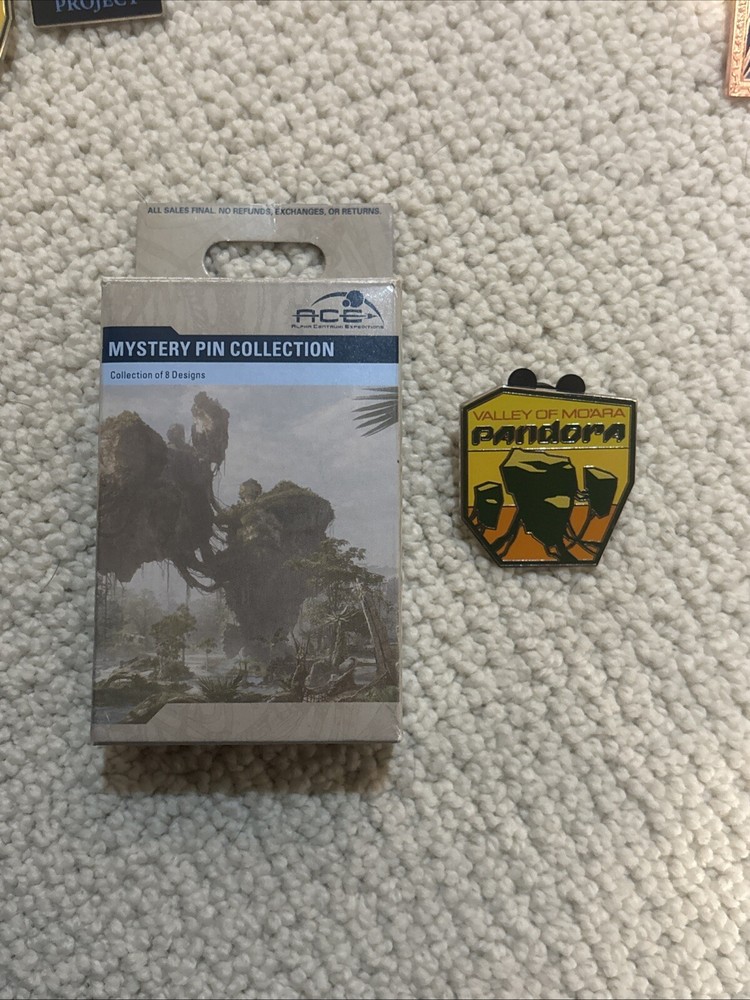 PROJECT
ALL SALES FINAL. NO REFUNDS, EXCHANGES, OR RETURNS.
ACE
ALPHA CENTAURI EXPEDITIONS
MYSTERY PIN COLLECTION
Collection of 8 Designs
VALLEY OF MO'ARA
PANDORA